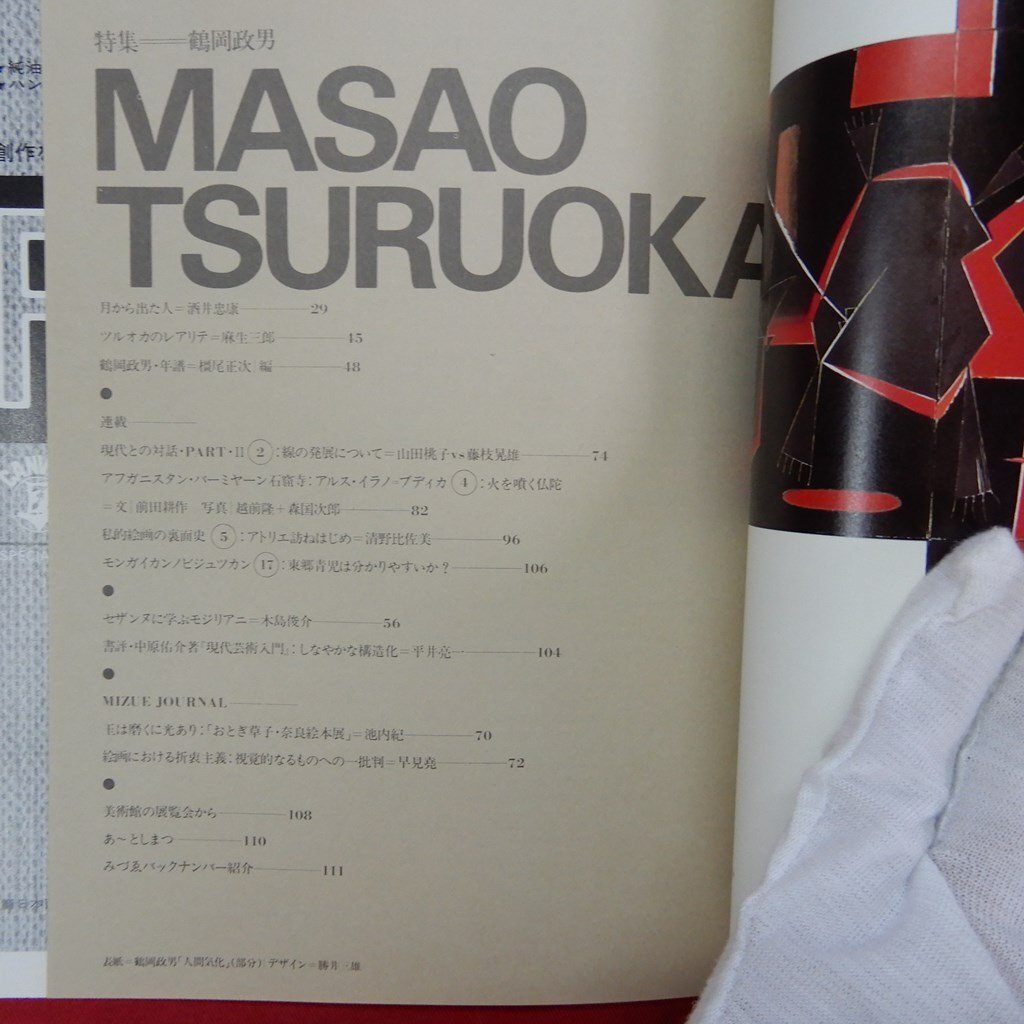 特集──鶴岡政男
MASAO
TSURUOKA
月から出た人=酒井忠康────29
ツルオカのレアリテ=麻生三郎────45
鶴岡政男・年譜=橿尾正次|編────48
●
連載────
現代との対話・PART・II②:線の発展について=山田桃子vs藤枝晃雄────74
アフガニスタン・バーミヤーン石窟寺:アルス・イラノ=ブディカ④:火を噴く仏陀
=文|前田耕作 写真|越前隆+森国次郎────82
私的絵画の裏面史⑤:アトリエ訪ねはじめ=清野比佐美────96
モンガイカンノビジュツカン⑰:東郷青児は分かりやすいか?────106
●
セザンヌに学ぶモジリアニ=木島俊介────56
書評・中原佑介著『現代芸術入門』:しなやかな構造化=平井亮一────104
●
MIZUE JOURNAL────
玉は磨くに光あり:「おとぎ草子・奈良絵本展」=池内紀────70
絵画における折衷主義:視覚的なるものへの一批判=早見堯────72
●
美術館の展覧会から────108
あ〜としまつ────110
みづゑバックナンバー紹介────111
表紙=鶴岡政男「人間気化」(部分) デザイン=勝井三雄
創作